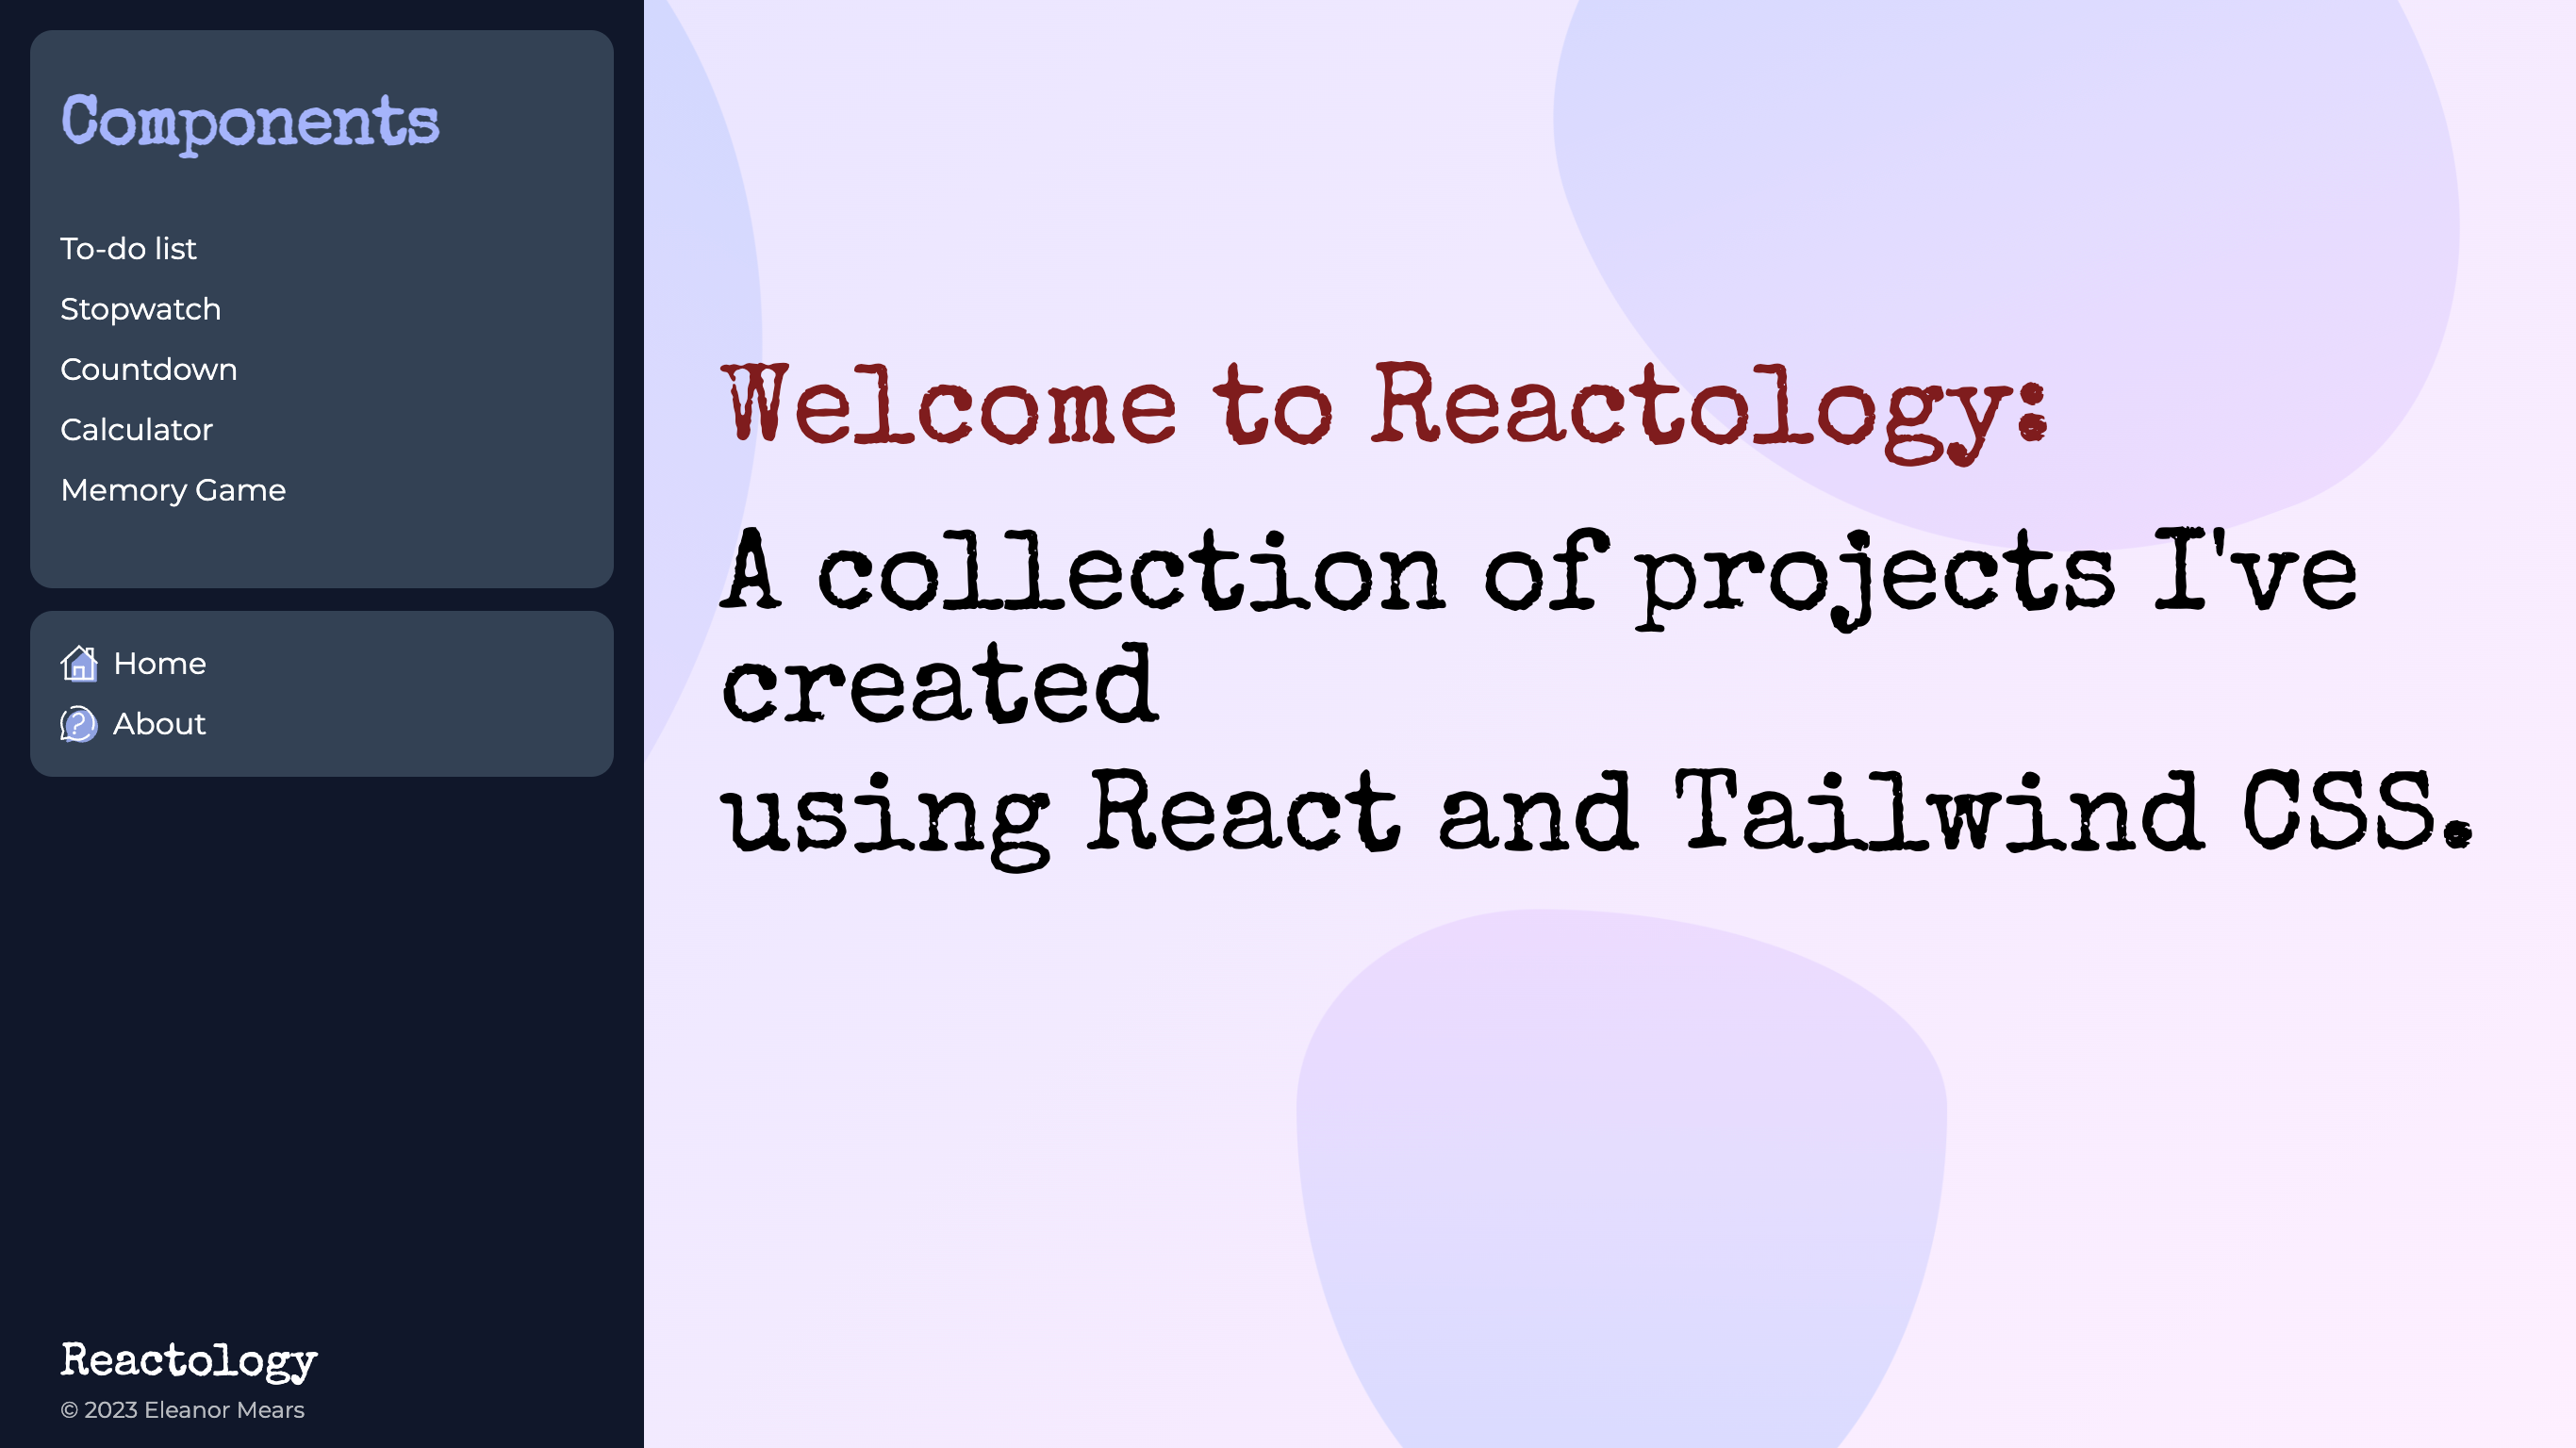 Components
To-do list
Stopwatch
Countdown
Calculator
Memory Game
Home
About
Reactology
© 2023 Eleanor Mears
Welcome to Reactology:
A collection of projects I've
created
using React and Tailwind CSS.